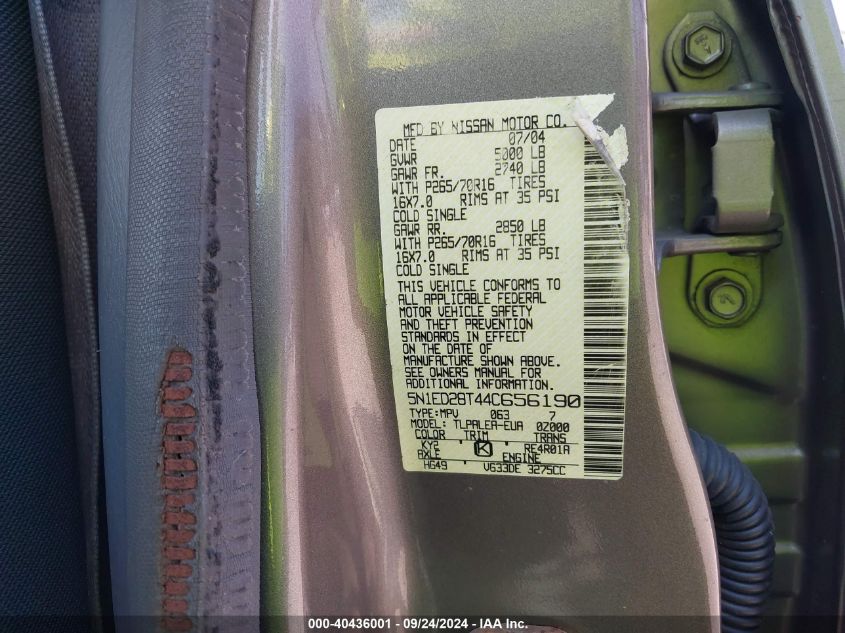 MFD BY NISSAN MOTOR CO.
DATE 07/04
GVWR 5000 LB
GAWR FR. 2740 LB
WITH P265/70R16 TIRES
16X7.0 RIMS AT 35 PSI
COLD SINGLE
GAWR RR. 2850 LB
WITH P265/70R16 TIRES
16X7.0 RIMS AT 35 PSI
COLD SINGLE
THIS VEHICLE CONFORMS TO
ALL APPLICABLE FEDERAL
MOTOR VEHICLE SAFETY
AND THEFT PREVENTION
STANDARDS IN EFFECT
ON THE DATE OF
MANUFACTURE SHOWN ABOVE.
SEE OWNERS MANUAL FOR
ADDITIONAL INFORMATION
5N1ED28T44C656190
TYPE:MPV 063 7
MODEL: TLPALEA-EUA 02000
COLOR TRIM TRANS
KY2 K RE4R01A
AXLE ENGINE
HG49 VG33DE 3275CC
000-40436001 - 09/24/2024 - IAA Inc.